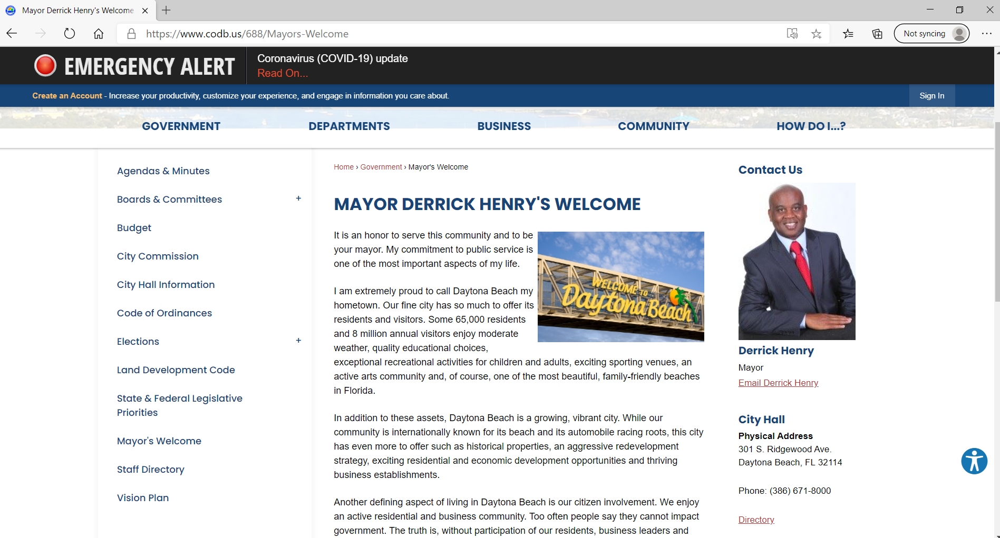 Mayor Derrick Henry's Welcome
https://www.codb.us/688/Mayors-Welcome
Not syncing
EMERGENCY ALERT
Coronavirus (COVID-19) update
Read On...
Create an Account - Increase your productivity, customize your experience, and engage in information you care about.
Sign In
GOVERNMENT
DEPARTMENTS
BUSINESS
COMMUNITY
HOW DO I...?
Agendas & Minutes
Boards & Committees +
Budget
City Commission
City Hall Information
Code of Ordinances
Elections +
Land Development Code
State & Federal Legislative
Priorities
Mayor's Welcome
Staff Directory
Vision Plan
Home › Government › Mayor's Welcome
MAYOR DERRICK HENRY'S WELCOME
It is an honor to serve this community and to be
your mayor. My commitment to public service is
one of the most important aspects of my life.
I am extremely proud to call Daytona Beach my
hometown. Our fine city has so much to offer its
residents and visitors. Some 65,000 residents
and 8 million annual visitors enjoy moderate
weather, quality educational choices,
exceptional recreational activities for children and adults, exciting sporting venues, an
active arts community and, of course, one of the most beautiful, family-friendly beaches
in Florida.
WELCOME TO
Daytona Beach
In addition to these assets, Daytona Beach is a growing, vibrant city. While our
community is internationally known for its beach and its automobile racing roots, this city
has even more to offer such as historical properties, an aggressive redevelopment
strategy, exciting residential and economic development opportunities and thriving
business establishments.
Another defining aspect of living in Daytona Beach is our citizen involvement. We enjoy
an active residential and business community. Too often people say they cannot impact
government. The truth is, without participation of our residents, business leaders and
Contact Us
Derrick Henry
Mayor
Email Derrick Henry
City Hall
Physical Address
301 S. Ridgewood Ave.
Daytona Beach, FL 32114
Phone: (386) 671-8000
Directory